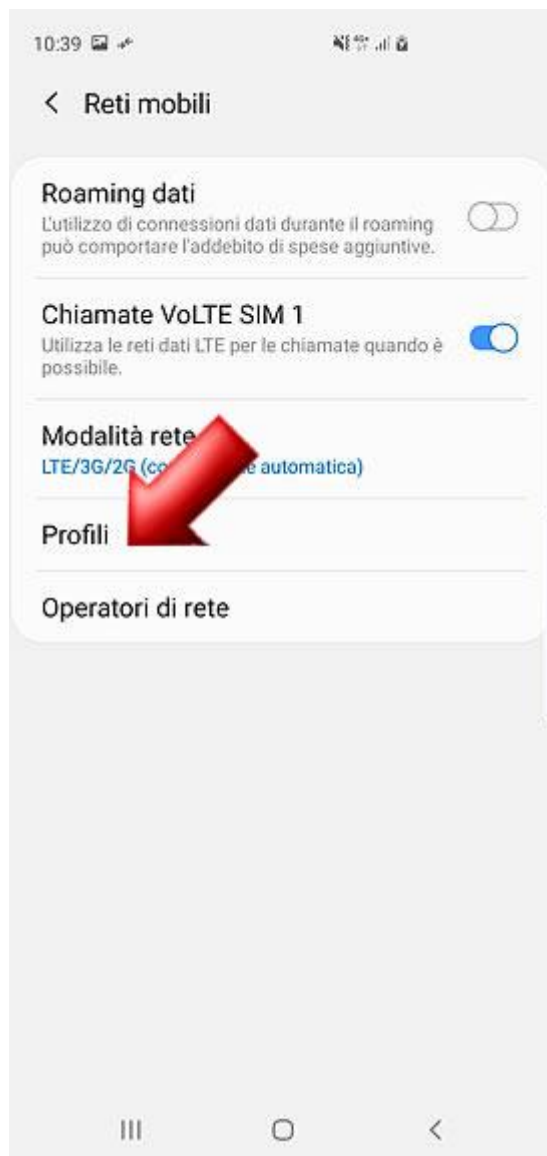 10:39
Reti mobili
Roaming dati
L'utilizzo di connessioni dati durante il roaming
può comportare l'addebito di spese aggiuntive.
Chiamate VoLTE SIM 1
Utilizza le reti dati LTE per le chiamate quando è
possibile.
Modalità rete
LTE/3G/2G automatica)
Profili
Operatori di rete